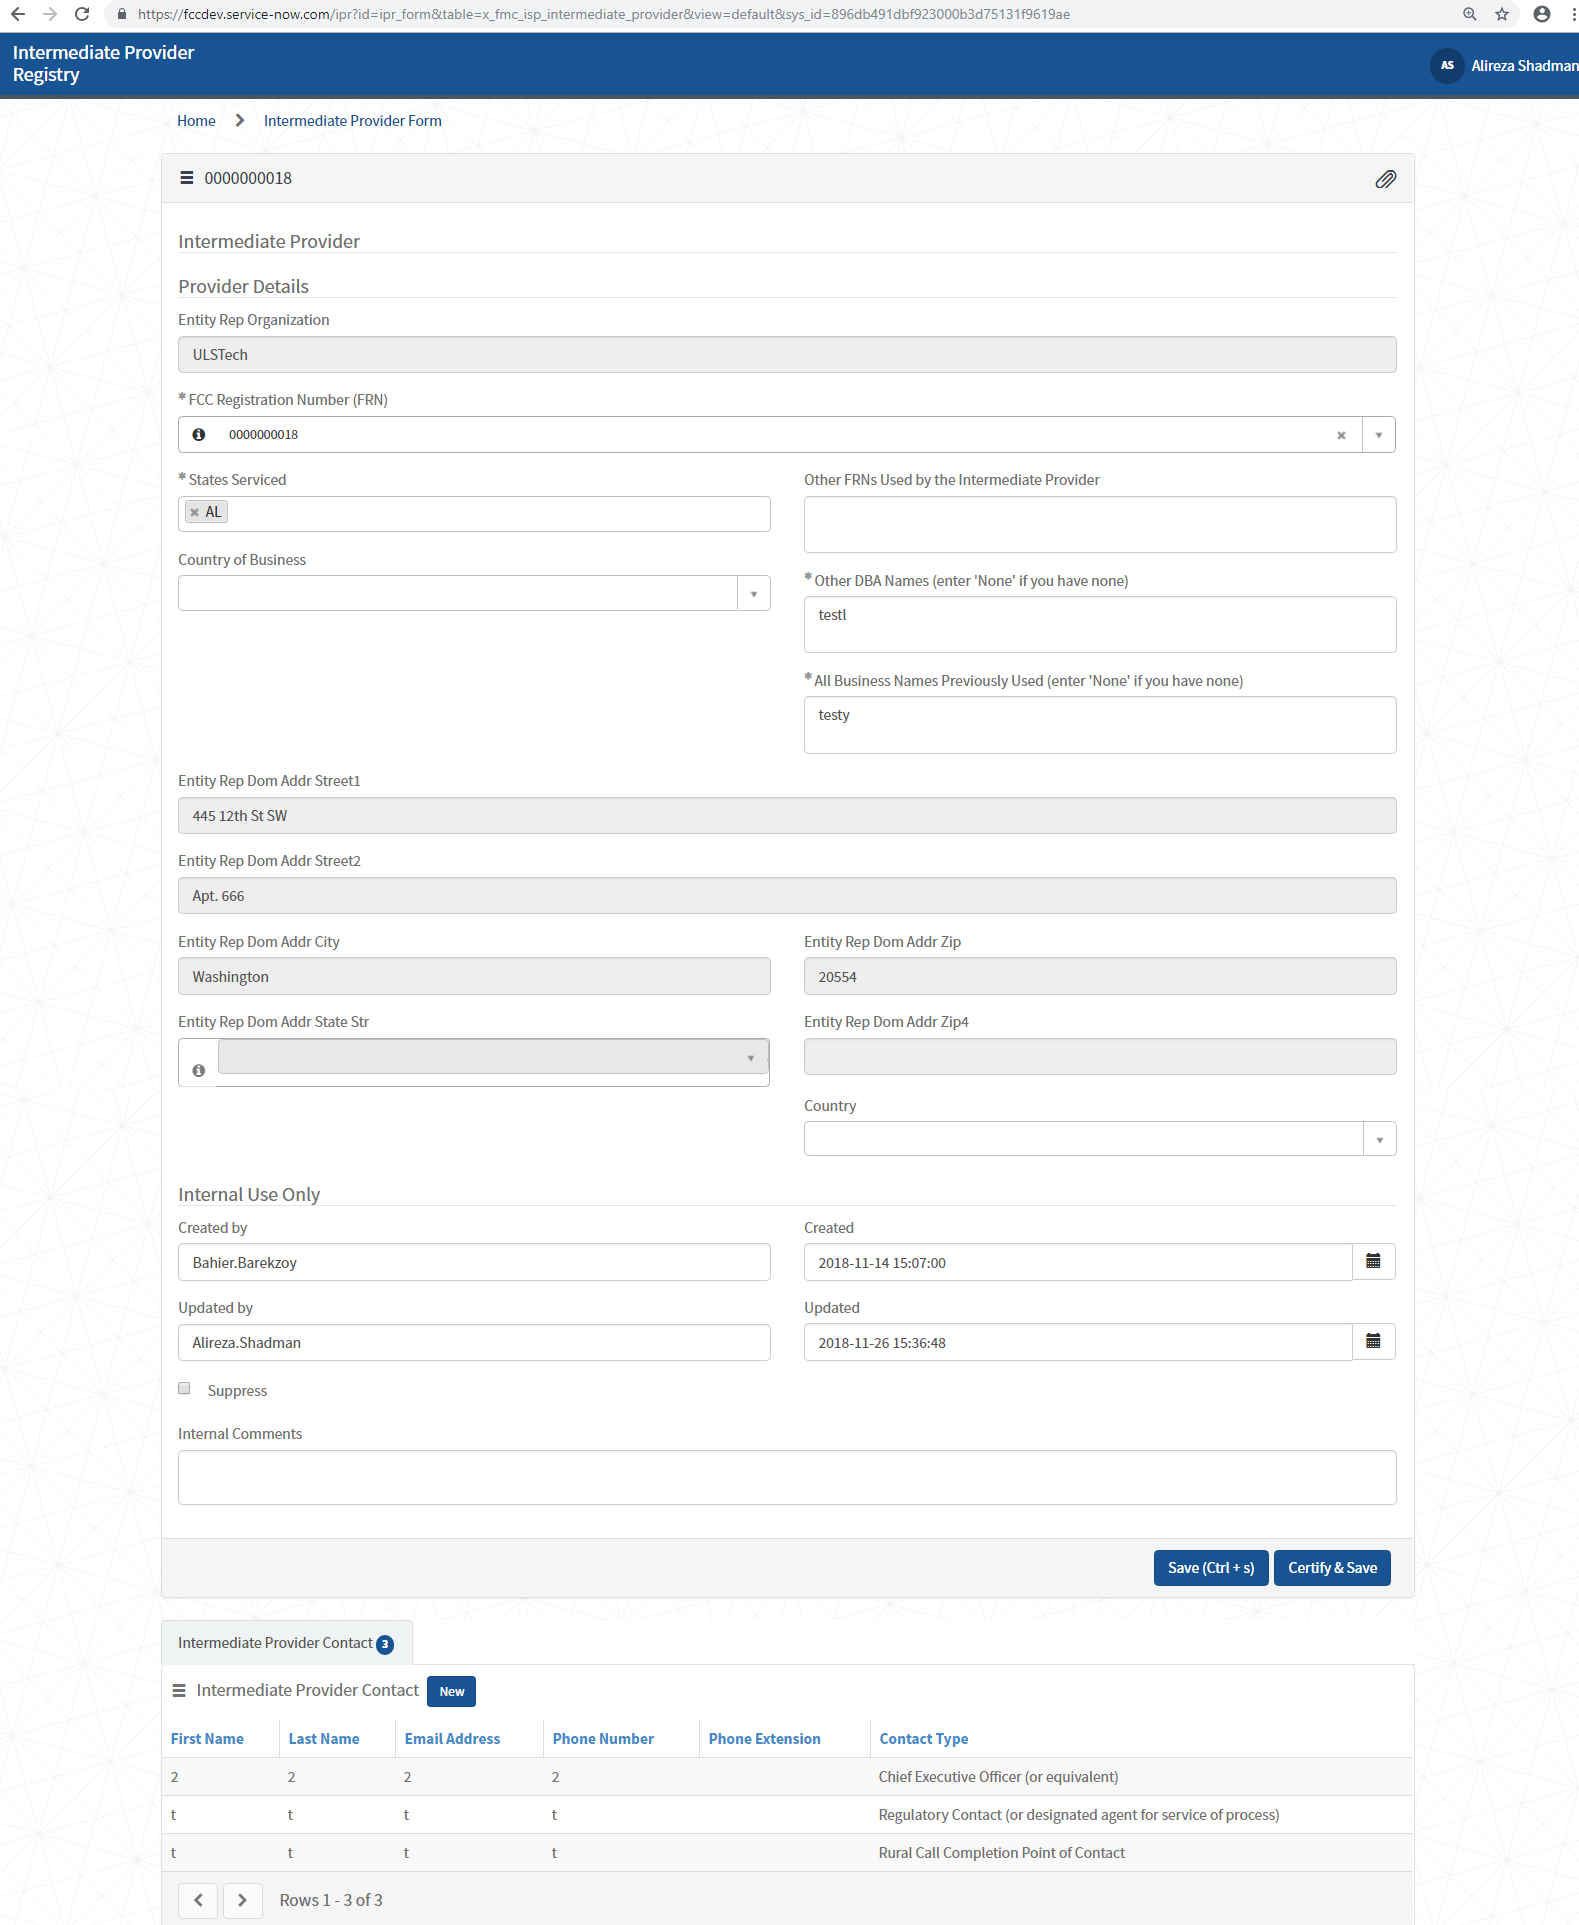 https://fccdev.service-now.com/ipr?id=ipr_form&table=x_fmc_isp_intermediate_provider&view=default&sys_id=896db491dbf923000b3d75131f9619ae
Intermediate Provider
Registry
AS Alireza Shadman
Home Intermediate Provider Form
0000000018
Intermediate Provider
Provider Details
Entity Rep Organization
ULSTech
* FCC Registration Number (FRN)
0000000018
* States Serviced
AL
Country of Business
Other FRNs Used by the Intermediate Provider
* Other DBA Names (enter 'None' if you have none)
testl
* All Business Names Previously Used (enter 'None' if you have none)
testy
Entity Rep Dom Addr Street1
445 12th St SW
Entity Rep Dom Addr Street2
Apt. 666
Entity Rep Dom Addr City
Washington
Entity Rep Dom Addr Zip
20554
Entity Rep Dom Addr State Str
Entity Rep Dom Addr Zip4
Country
Internal Use Only
Created by
Bahier.Barekzoy
Created
2018-11-14 15:07:00
Updated by
Alireza.Shadman
Updated
2018-11-26 15:36:48
Suppress
Internal Comments
Save (Ctrl + s) Certify & Save
Intermediate Provider Contact 3
Intermediate Provider Contact New
First Name Last Name Email Address Phone Number Phone Extension Contact Type
2 2 2 2 Chief Executive Officer (or equivalent)
t t t t Regulatory Contact (or designated agent for service of process)
t t t t Rural Call Completion Point of Contact
Rows 1 - 3 of 3